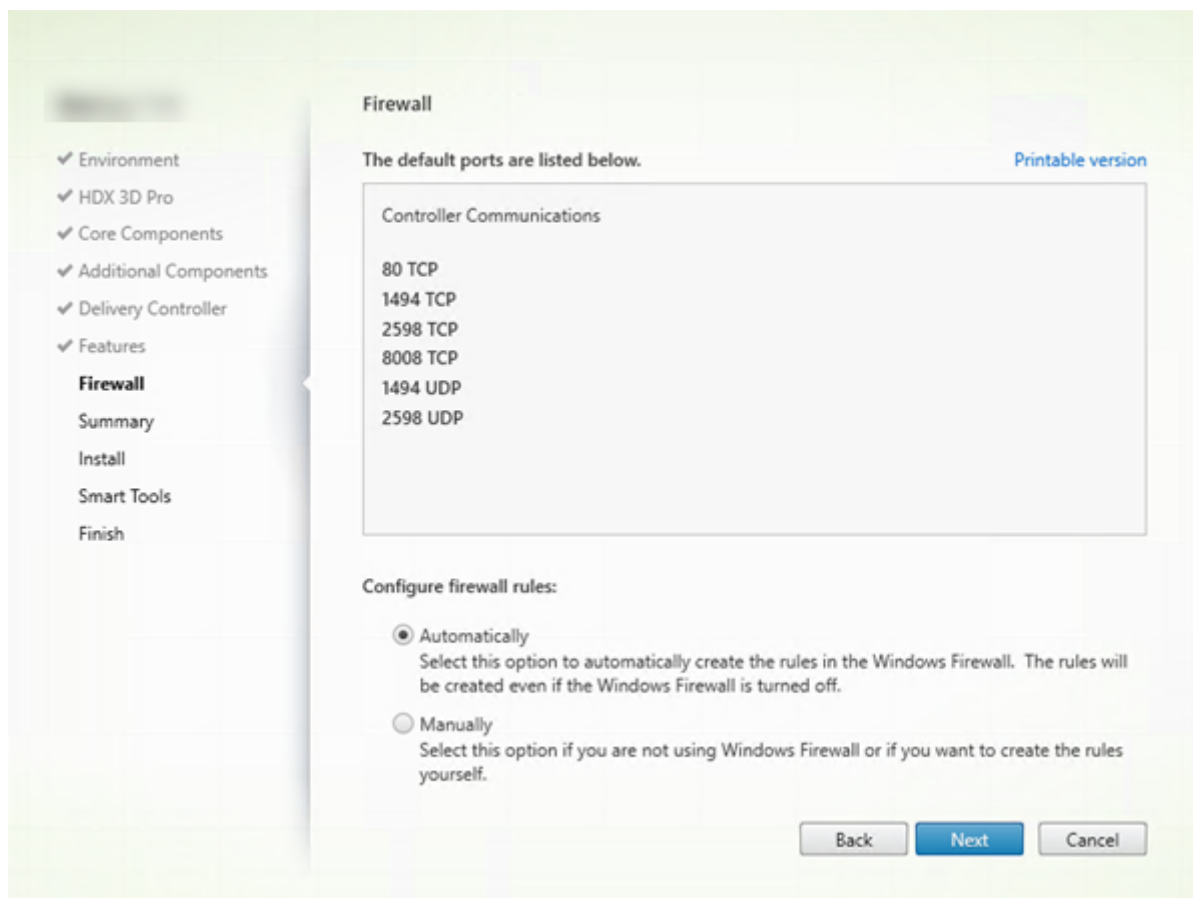 Firewall
Environment
HDX 3D Pro
Core Components
Additional Components
Delivery Controller
Features
Firewall
Summary
Install
Smart Tools
Finish
The default ports are listed below.
Printable version
Controller Communications
80 TCP
1494 TCP
2598 TCP
8008 TCP
1494 UDP
2598 UDP
Configure firewall rules:
Automatically
Select this option to automatically create the rules in the Windows Firewall. The rules will
be created even if the Windows Firewall is turned off.
Manually
Select this option if you are not using Windows Firewall or if you want to create the rules
yourself.
Back
Next
Cancel